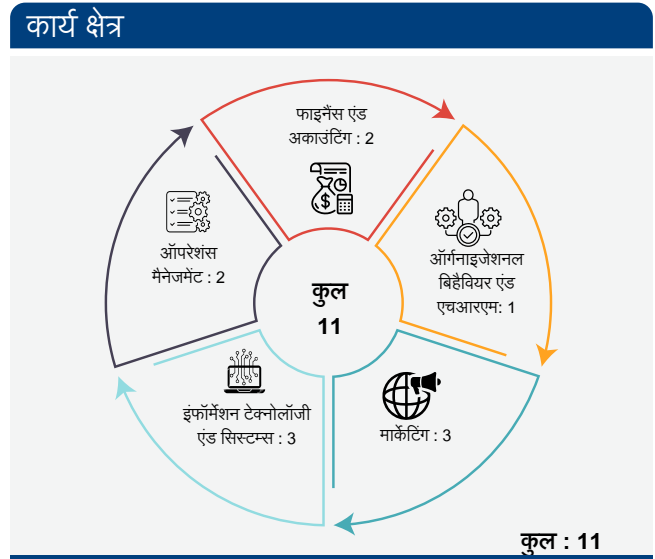 कार्य क्षेत्र
फाइनैंस एंड
अकाउंटिंग : 2
ऑर्गनाइजेशनल
बिहैवियर एंड
एचआरएम: 1
मार्केटिंग : 3
इंफॉर्मेशन टेक्नोलॉजी
एंड सिस्टम्स : 3
ऑपरेशंस
मैनेजमेंट : 2
कुल
11
कुल : 11